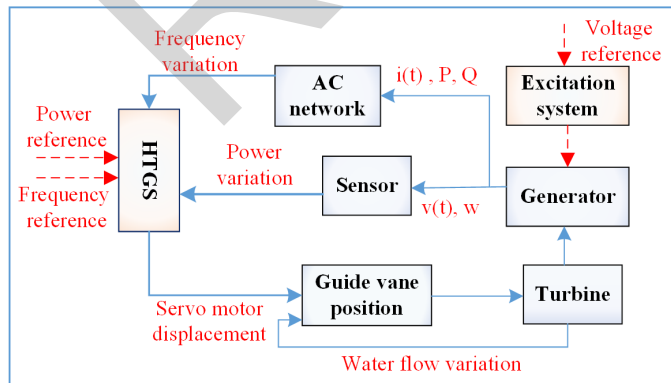 Frequency
variation
Voltage
reference
AC
network
i(t) , P, Q
Excitation
system
Power
reference
HTGS
Power
variation
Sensor
Generator
Frequency
reference
v(t), w
Servo motor
displacement
Guide vane
position
Turbine
Water flow variation